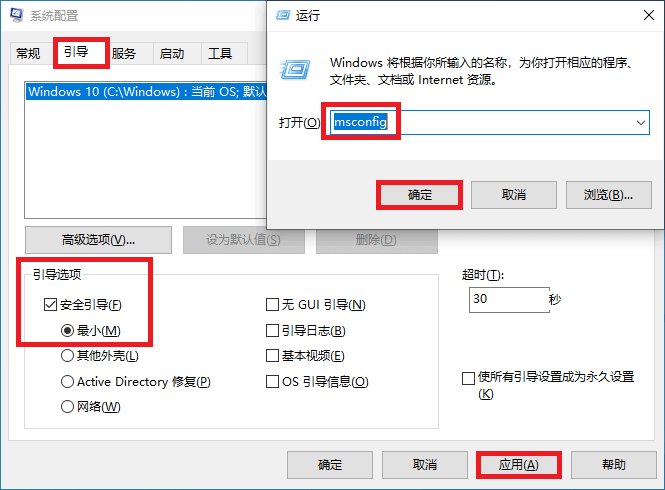 系统配置
常规
引导
服务
启动
工具
Windows 10 (C:\Windows) : 当前 OS; 默认
高级选项(V)...
设为默认值(S)
删除(D)
引导选项
安全引导(F)
最小(M)
其他外壳(L)
Active Directory 修复(P)
网络(W)
无 GUI 引导(N)
引导日志(B)
基本视频(E)
OS 引导信息(O)
超时(T):
30 秒
使所有引导设置成为永久设置
(K)
确定
取消
应用(A)
帮助
运行
Windows 将根据你所输入的名称，为你打开相应的程序、
文件夹、文档或 Internet 资源。
打开(O)
msconfig
确定
取消
浏览(B)...